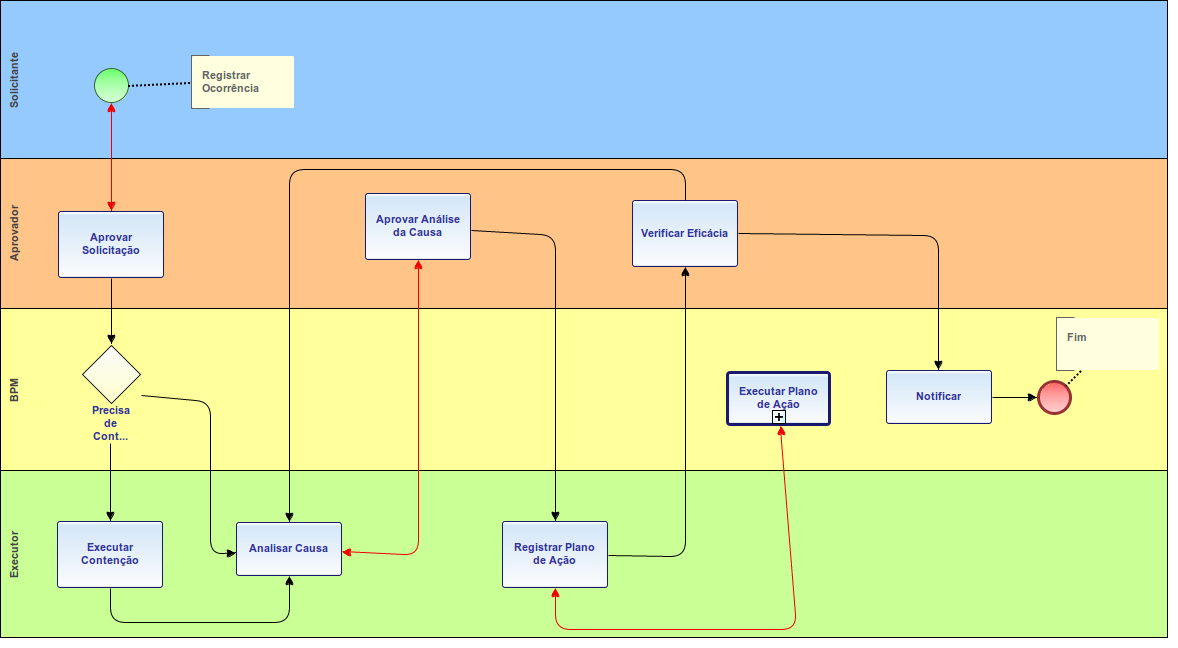 Solicitante
Registrar
Ocorrência
Aprovador
Aprovar
Solicitação
Aprovar Análise
da Causa
Verificar Eficácia
BPM
Precisa
de
Cont...
Executar Plano
de Ação
Notificar
Fim
Executor
Executar
Contenção
Analisar Causa
Registrar Plano
de Ação